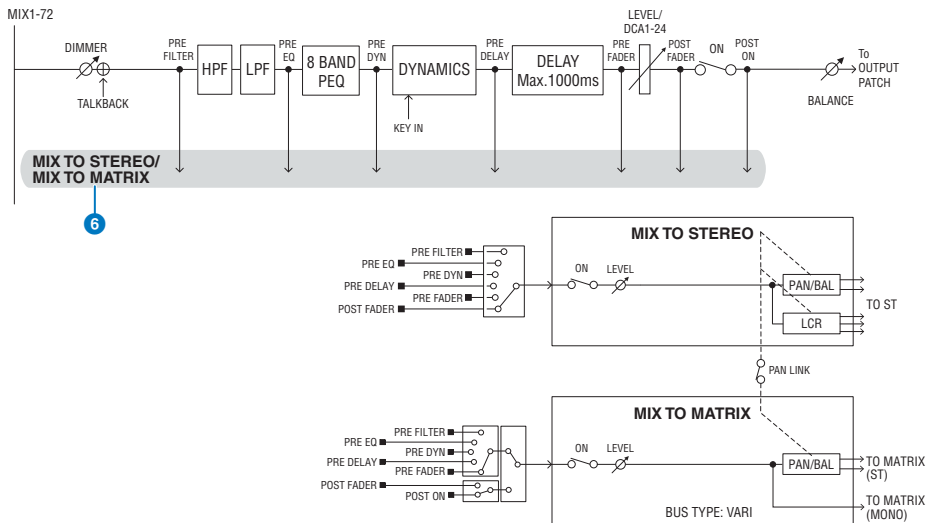 MIX1-72
DIMMER
TALKBACK
PRE
FILTER
HPF
LPF
PRE
EQ
8 BAND
PEQ
PRE
DYN
DYNAMICS
KEY IN
PRE
DELAY
DELAY
Max.1000ms
PRE
FADER
LEVEL/
DCA1-24
POST
FADER
ON
POST
ON
BALANCE
To
OUTPUT
PATCH
MIX TO STEREO/
MIX TO MATRIX
6
MIX TO STEREO
PRE FILTER
PRE EQ
PRE DYN
PRE DELAY
PRE FADER
POST FADER
ON
LEVEL
PAN/BAL
LCR
TO ST
PAN LINK
MIX TO MATRIX
PRE FILTER
PRE EQ
PRE DYN
PRE DELAY
PRE FADER
POST FADER
POST ON
ON
LEVEL
PAN/BAL
TO MATRIX
(ST)
TO MATRIX
(MONO)
BUS TYPE: VARI